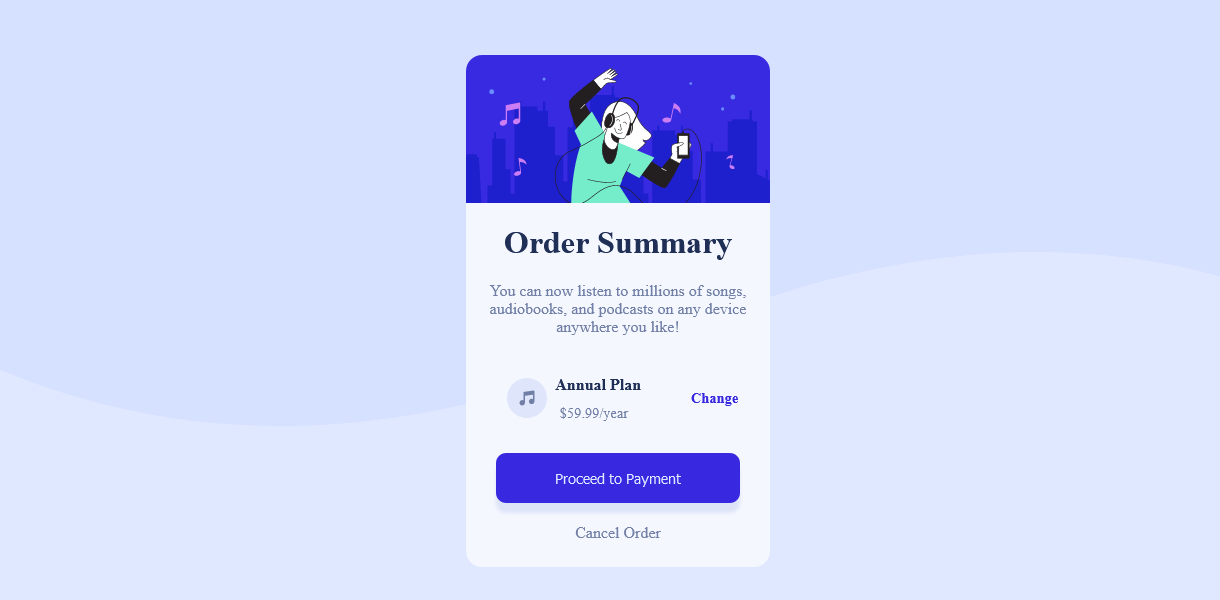 Order Summary
You can now listen to millions of songs,
audiobooks, and podcasts on any device
anywhere you like!
Annual Plan
$59.99/year
Change
Proceed to Payment
Cancel Order